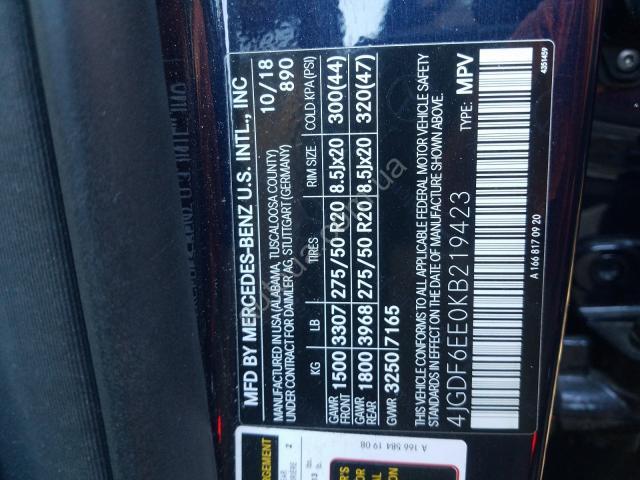 MFD BY MERCEDES-BENZ U.S. INTL., INC
MANUFACTURED IN USA (ALABAMA, TUSCALOOSA COUNTY) 10/18
FOR DAIMLER AG, STUTTGART (GERMANY) 890
KG LB TIRES RIM SIZE COLD KPA (PSI)
GAWR FRONT 1500 3307 275/50 R20 8.5Jx20 300(44)
GAWR REAR 1800 3968 275/50 R20 8.5Jx20 320(47)
GVWR 3250 7165
THIS VEHICLE CONFORMS TO ALL APPLICABLE FEDERAL MOTOR VEHICLE SAFETY
STANDARDS IN EFFECT ON THE DATE OF MANUFACTURE SHOWN ABOVE.
4JGDF6EE0KB219423 TYPE: MPV
A 166 817 09 20 4351459
A 166 584 19 08